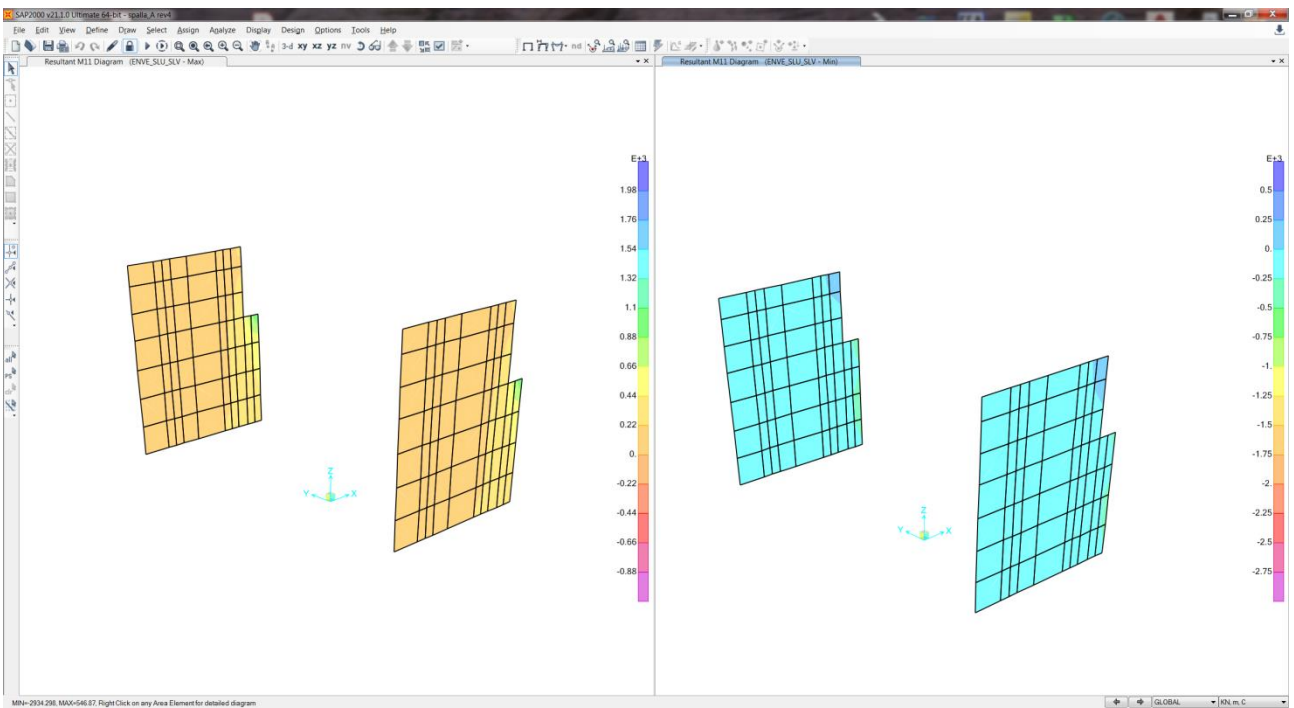 SAP2000 v21.1.0 Ultimate 64-bit - spalla_A rev4
File Edit View Define Draw Select Assign Analyze Display Design Options Tools Help
3-d xy xz yz nv
nd
Resultant M11 Diagram (ENVE_SLU_SLV - Max)
Resultant M11 Diagram (ENVE_SLU_SLV - Min)
E+3
1.98
1.76
1.54
1.32
1.1
0.88
0.66
0.44
0.22
0.
-0.22
-0.44
-0.66
-0.88
Z
Y
X
E+3
0.5
0.25
0.
-0.25
-0.5
-0.75
-1.
-1.25
-1.5
-1.75
-2.
-2.25
-2.5
-2.75
Z
Y
X
MIN=-2934.298, MAX=546.87, Right Click on any Area Element for detailed diagram
GLOBAL
KN, m, C